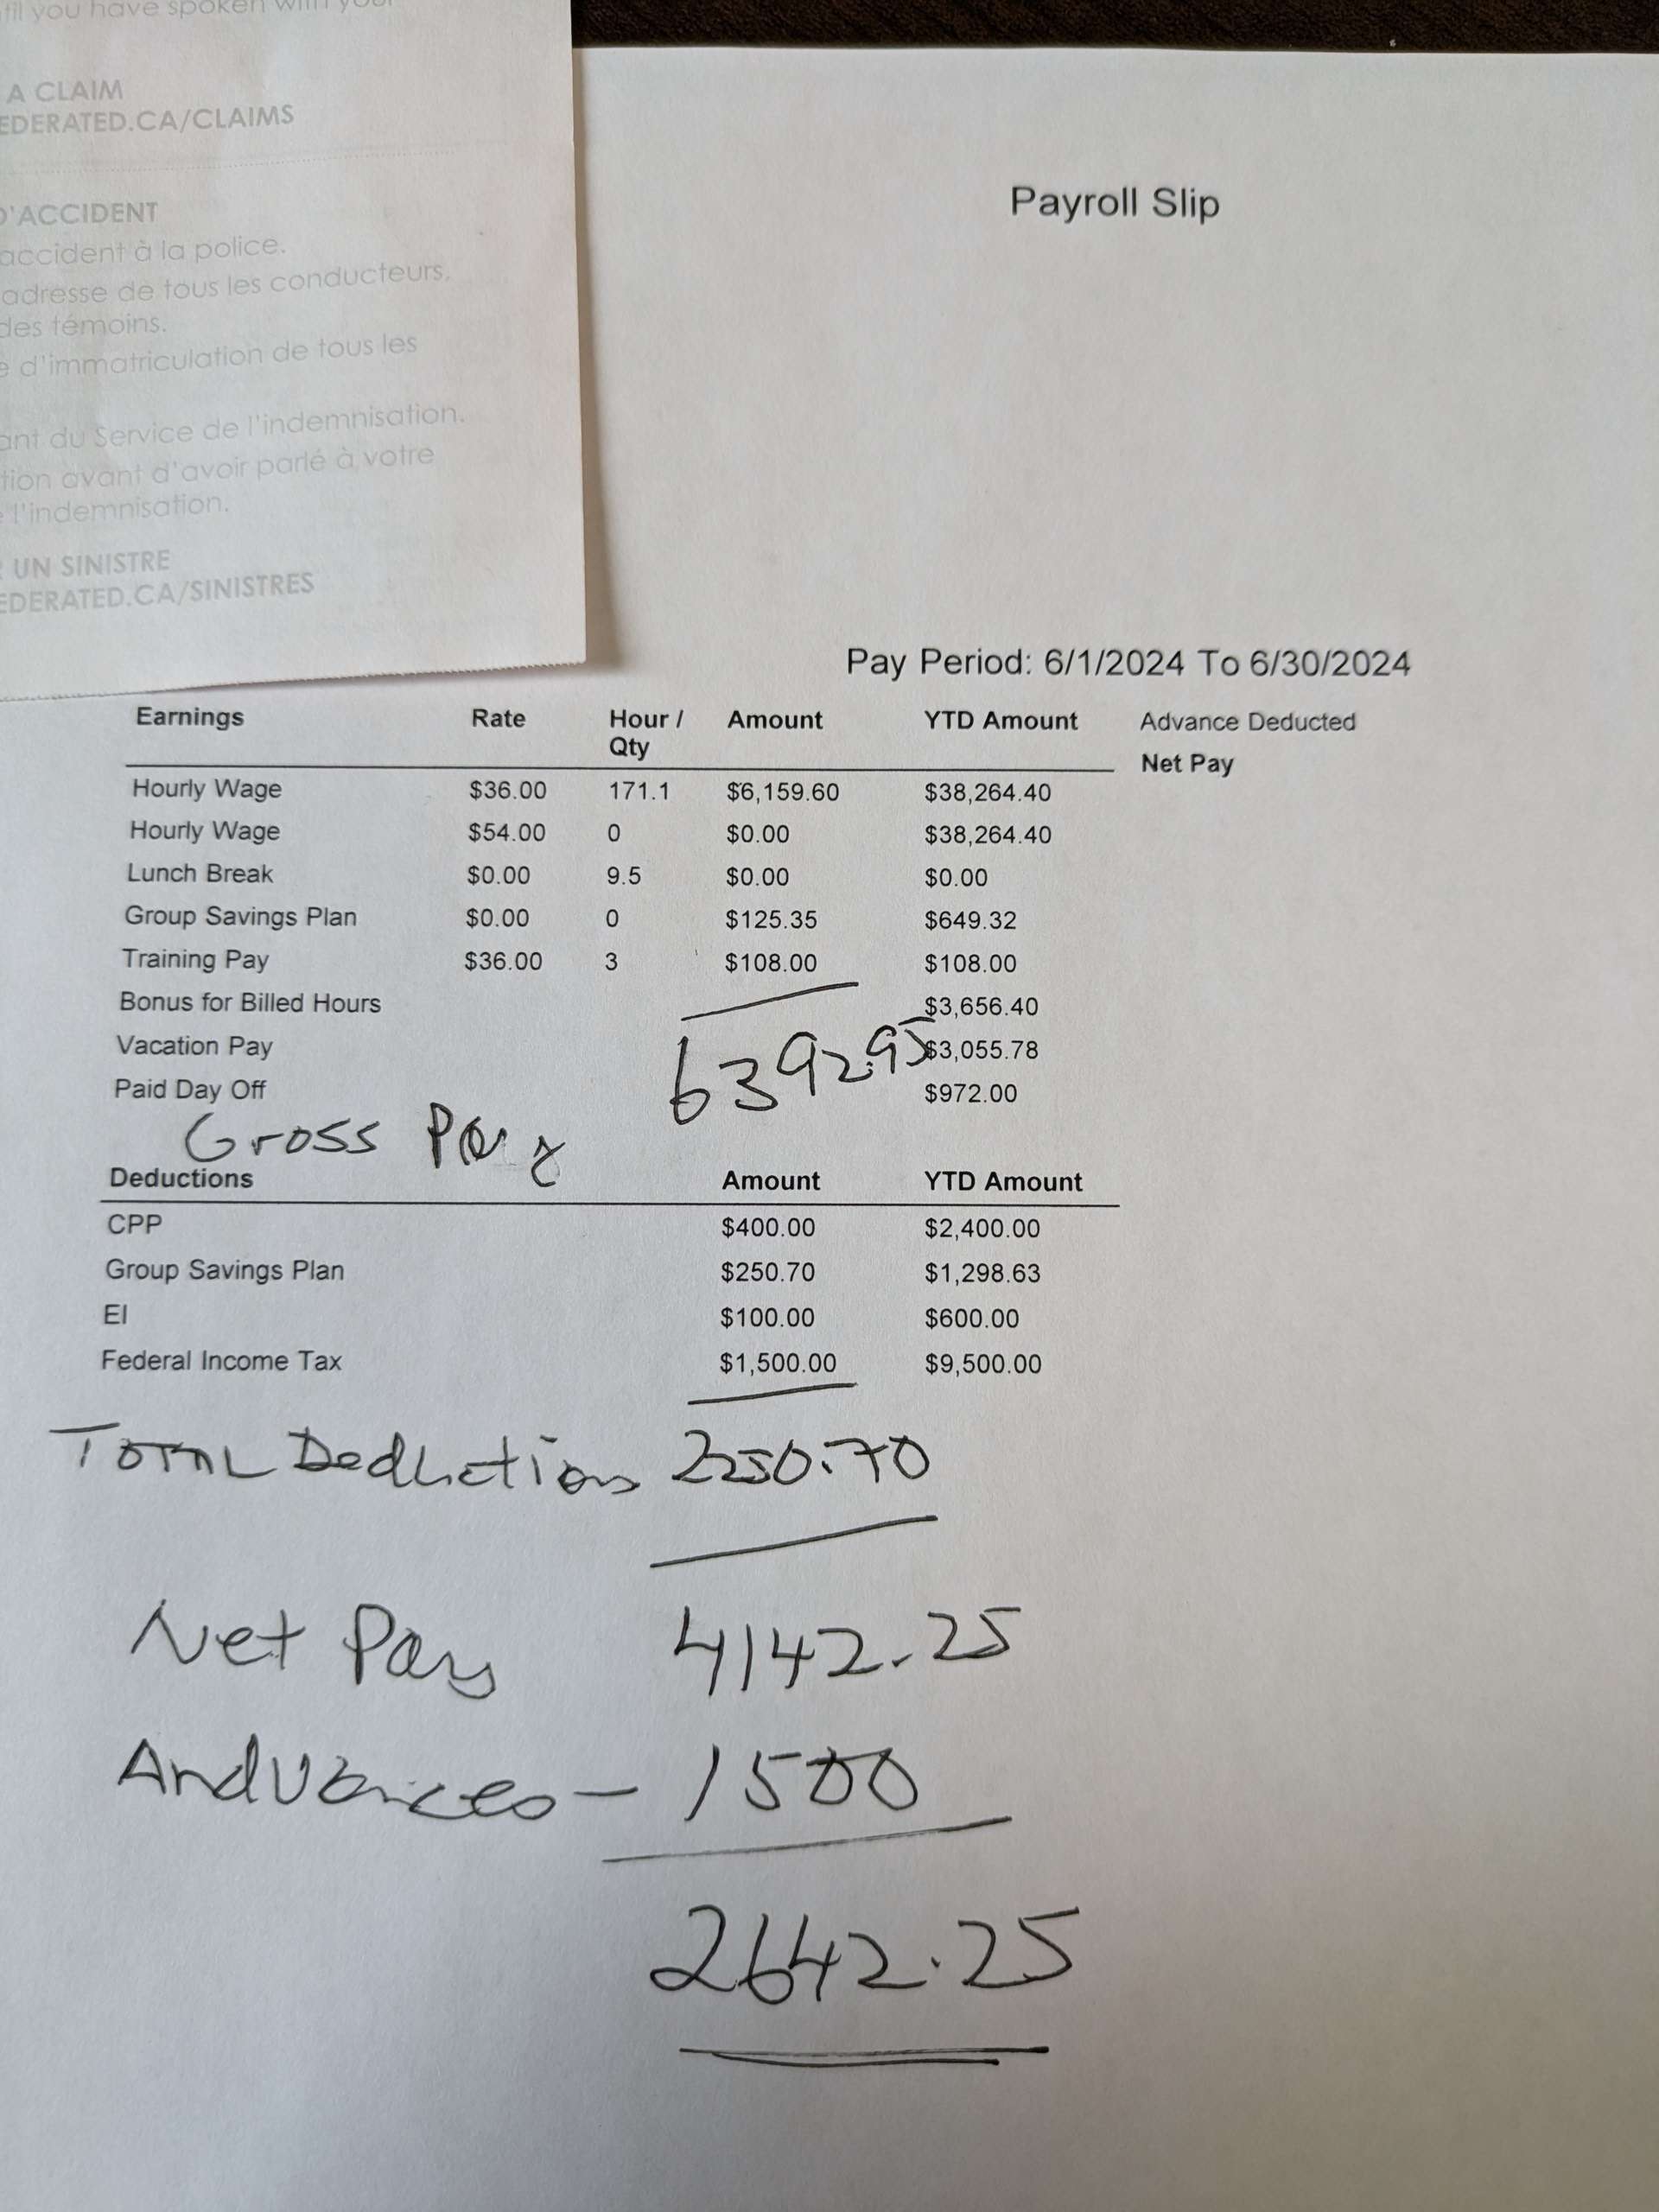 you have spoken with your
A CLAIM
EDERATED.CA/CLAIMS
D'ACCIDENT
accident à la police.
adresse de tous les conducteurs,
des témoins.
e d'immatriculation de tous les
ant du Service de l'indemnisation.
tion avant d'avoir parlé à votre
l'indemnisation.
UN SINISTRE
EDERATED.CA/SINISTRES
Payroll Slip
Pay Period: 6/1/2024 To 6/30/2024
Earnings Rate Hour / Qty Amount YTD Amount Advance Deducted
Net Pay
Hourly Wage $36.00 171.1 $6,159.60 $38,264.40
Hourly Wage $54.00 0 $0.00 $38,264.40
Lunch Break $0.00 9.5 $0.00 $0.00
Group Savings Plan $0.00 0 $125.35 $649.32
Training Pay $36.00 3 $108.00 $108.00
Bonus for Billed Hours $3,656.40
Vacation Pay $3,055.78
Paid Day Off $972.00
Gross Pay 6392.95
Deductions Amount YTD Amount
CPP $400.00 $2,400.00
Group Savings Plan $250.70 $1,298.63
EI $100.00 $600.00
Federal Income Tax $1,500.00 $9,500.00
Total Deduction 2250.70
Net Pay 4142.25
Andvances - 1500
2642.25